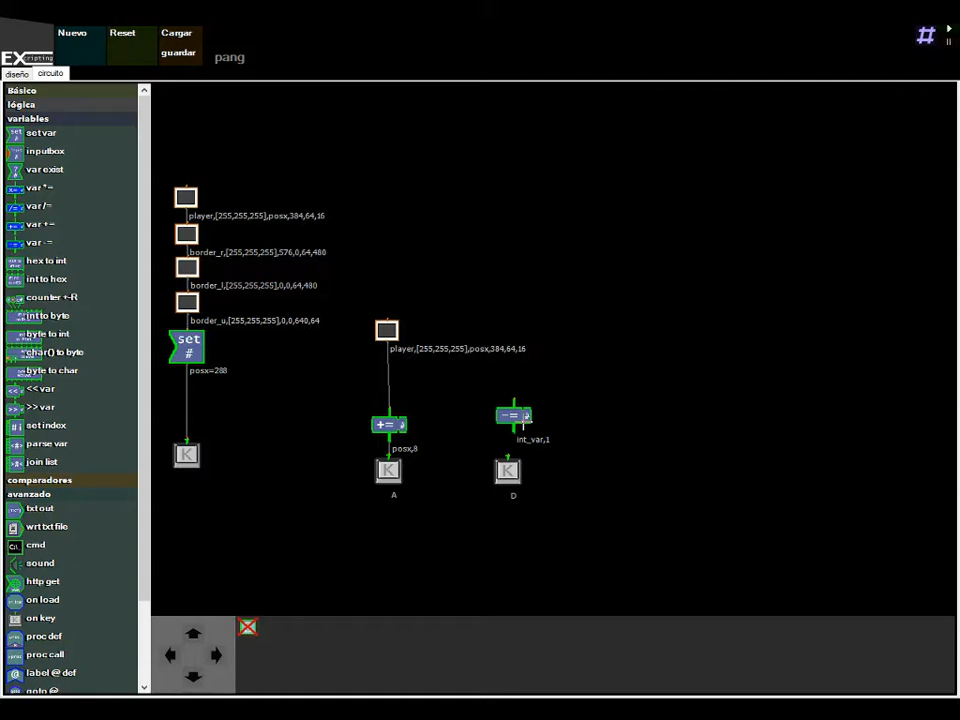 Nuevo
Reset
Cargar
guardar
EXcripting
pang
#
diseño
circuito
Básico
lógica
variables
set var
inputbox
var exist
var *=
var /=
var +=
var -=
hex to int
int to hex
counter +-R
int to byte
byte to int
char() to byte
byte to char
<< var
>> var
set index
parse var
join list
comparadores
avanzado
txt out
wrt txt file
cmd
sound
http get
on load
on key
proc def
proc call
label @ def
goto @
player,[255,255,255],posx,384,64,16
border_r,[255,255,255],576,0,64,480
border_l,[255,255,255],0,0,64,480
border_u,[255,255,255],0,0,640,64
set
#
posx=288
K
player,[255,255,255],posx,384,64,16
+= #
posx,8
K
A
-= #
int_var,1
K
D